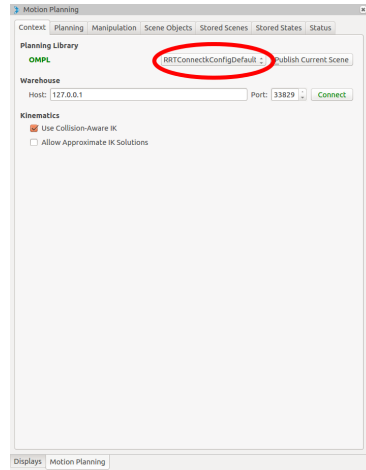 Motion Planning
Context Planning Manipulation Scene Objects Stored Scenes Stored States Status
Planning Library
OMPL RRTConnectkConfigDefault Publish Current Scene
Warehouse
Host: 127.0.0.1 Port: 33829 Connect
Kinematics
Use Collision-Aware IK
Allow Approximate IK Solutions
Displays Motion Planning